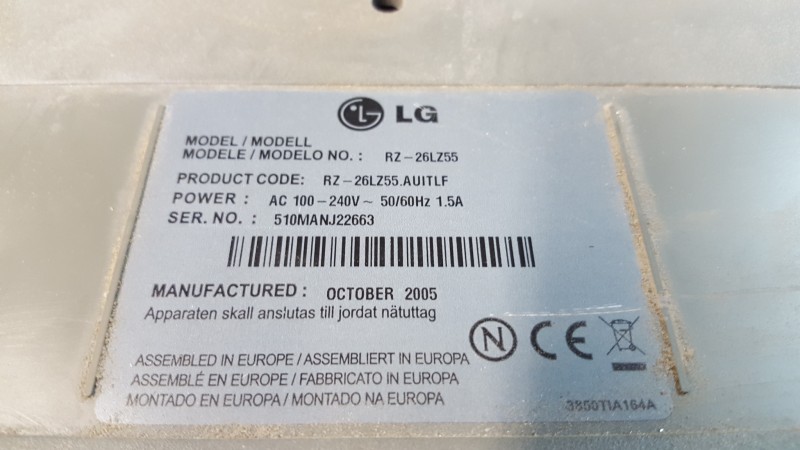 LG
MODEL / MODELL
MODELE / MODELO NO. : RZ-26LZ55
PRODUCT CODE: RZ-26LZ55.AUITLF
POWER : AC 100-240V~ 50/60Hz 1.5A
SER. NO. : 510MANJ22663
MANUFACTURED : OCTOBER 2005
Apparaten skall anslutas till jordat nätuttag
N CE
ASSEMBLED IN EUROPE / ASSEMBLIERT IN EUROPA
ASSEMBLÉ EN EUROPE / FABBRICATO IN EUROPA
MONTADO EN EUROPA / MONTADO NA EUROPA
3850TIA164A